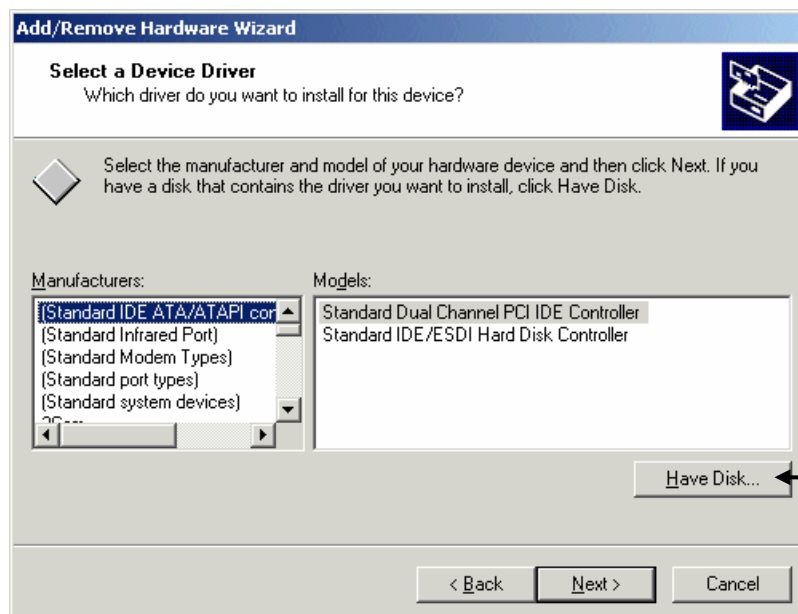 Add/Remove Hardware Wizard
Select a Device Driver
Which driver do you want to install for this device?
Select the manufacturer and model of your hardware device and then click Next. If you
have a disk that contains the driver you want to install, click Have Disk.
Manufacturers:
(Standard IDE ATA/ATAPI con
(Standard Infrared Port)
(Standard Modem Types)
(Standard port types)
(Standard system devices)
Models:
Standard Dual Channel PCI IDE Controller
Standard IDE/ESDI Hard Disk Controller
Have Disk...
< Back
Next >
Cancel